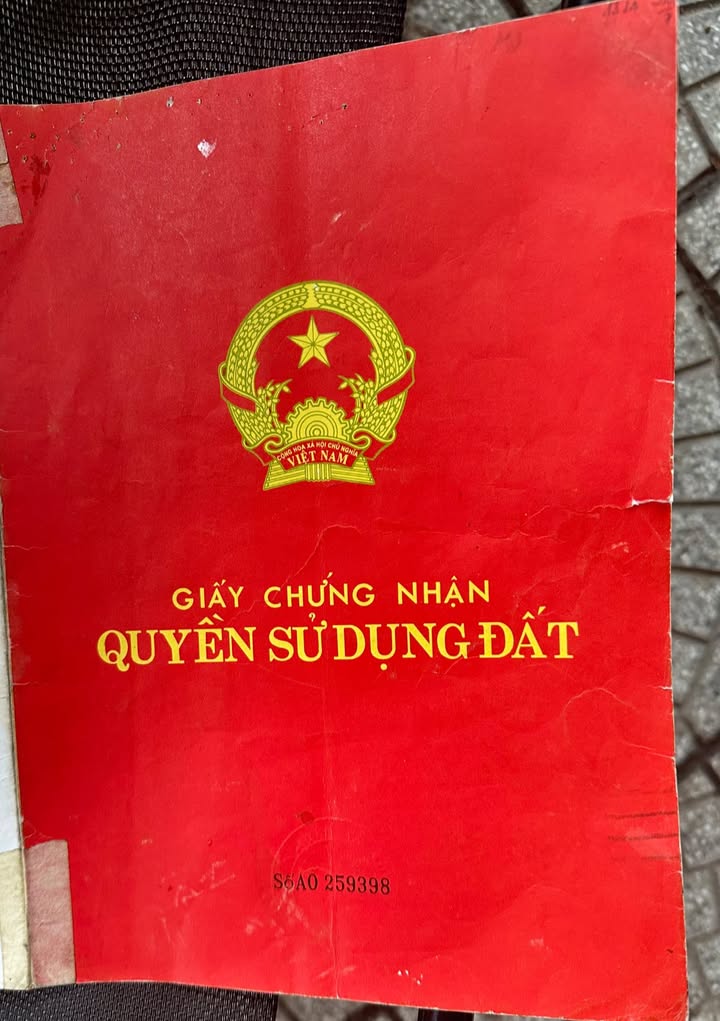 CỘNG HÒA XÃ HỘI CHỦ NGHĨA
VIỆT NAM
GIẤY CHỨNG NHẬN
QUYỀN SỬ DỤNG ĐẤT
Số AO 259398